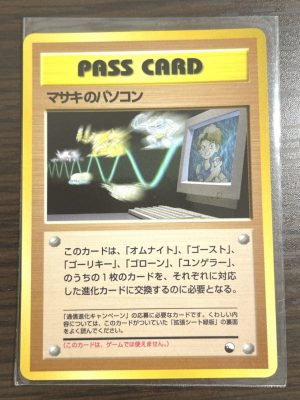 PASS CARD
マサキのパソコン
このカードは、「オムナイト」、「ゴースト」、
「ゴーリキー」、「ゴローン」、「ユンゲラー」、
のうちの1枚のカードを、それぞれに対応
した進化カードに交換するのに必要となる。
「通信進化キャンペーン」の応募に必要なカードです。くわしい内
容については、このカードがついていた「拡張シート緑版」の裏面
をよく読んでください。
(このカードは、ゲームでは使えません。)